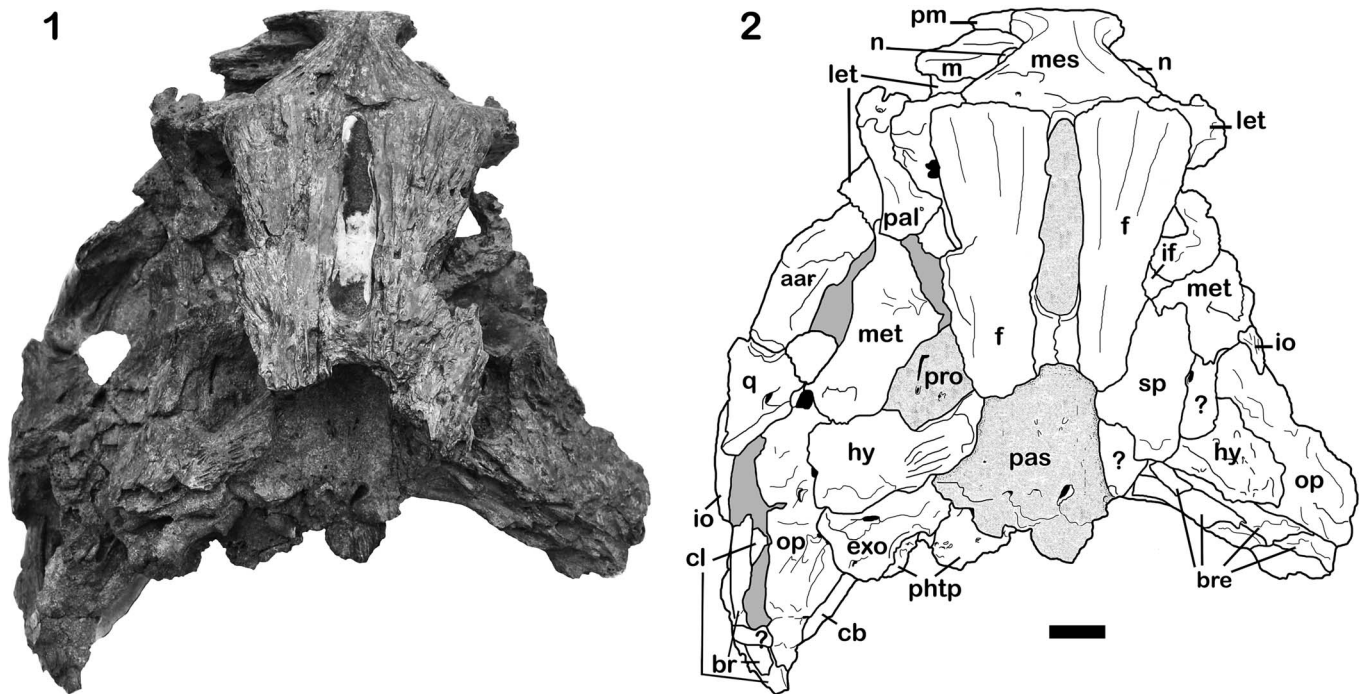 1
2
pm
n
m
mes
n
let
let
pal
f
f
if
aar
met
met
io
pro
q
sp
?
hy
pas
?
hy
op
io
cl
op
exo
bre
phtp
cb
?
br